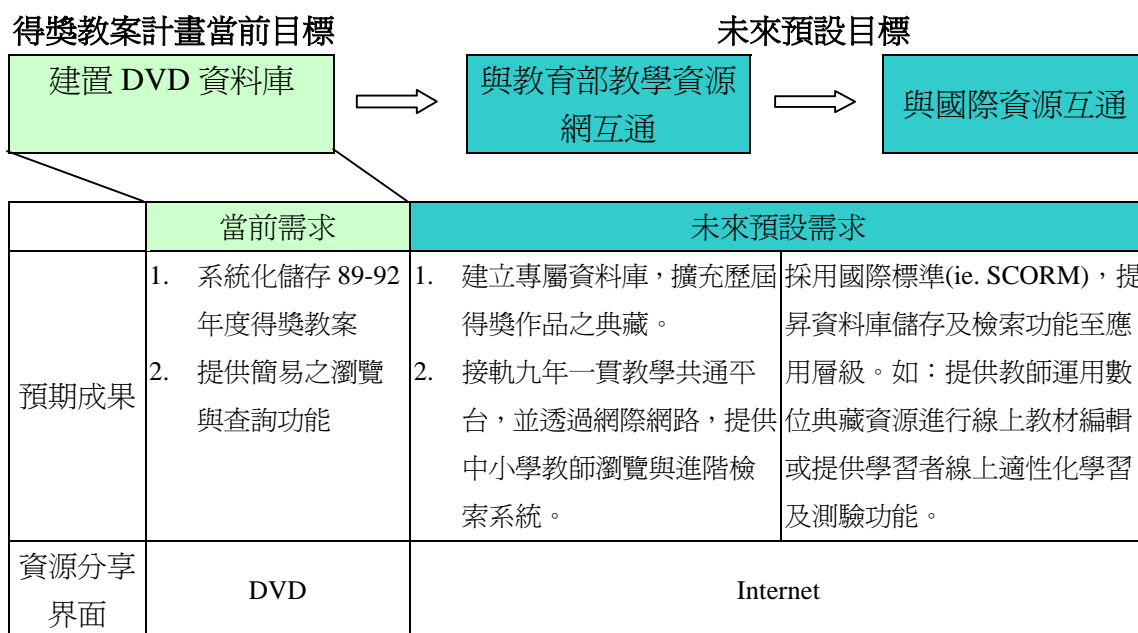 得獎教案計畫當前目標
未來預設目標
建置 DVD 資料庫
與教育部教學資源
網互通
與國際資源互通
當前需求
未來預設需求
預期成果
1. 系統化儲存 89-92
年度得獎教案
2. 提供簡易之瀏覽
與查詢功能
1. 建立專屬資料庫，擴充歷屆
得獎作品之典藏。
2. 接軌九年一貫教學共通平
台，並透過網際網路，提供
中小學教師瀏覽與進階檢
索系統。
採用國際標準(ie. SCORM)，提
昇資料庫儲存及檢索功能至應
用層級。如：提供教師運用數
位典藏資源進行線上教材編輯
或提供學習者線上適性化學習
及測驗功能。
資源分享
界面
DVD
Internet